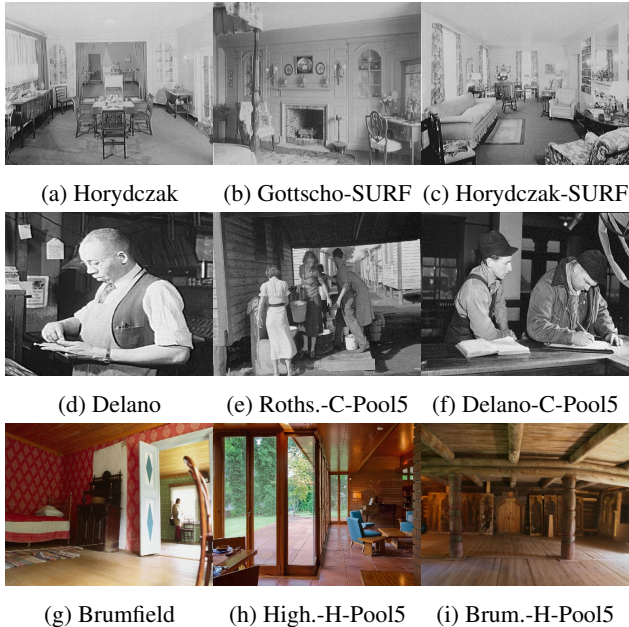 (a) Horydczak
(b) Gottscho-SURF
(c) Horydczak-SURF
(d) Delano
(e) Roths.-C-Pool5
(f) Delano-C-Pool5
(g) Brumfield
(h) High.-H-Pool5
(i) Brum.-H-Pool5